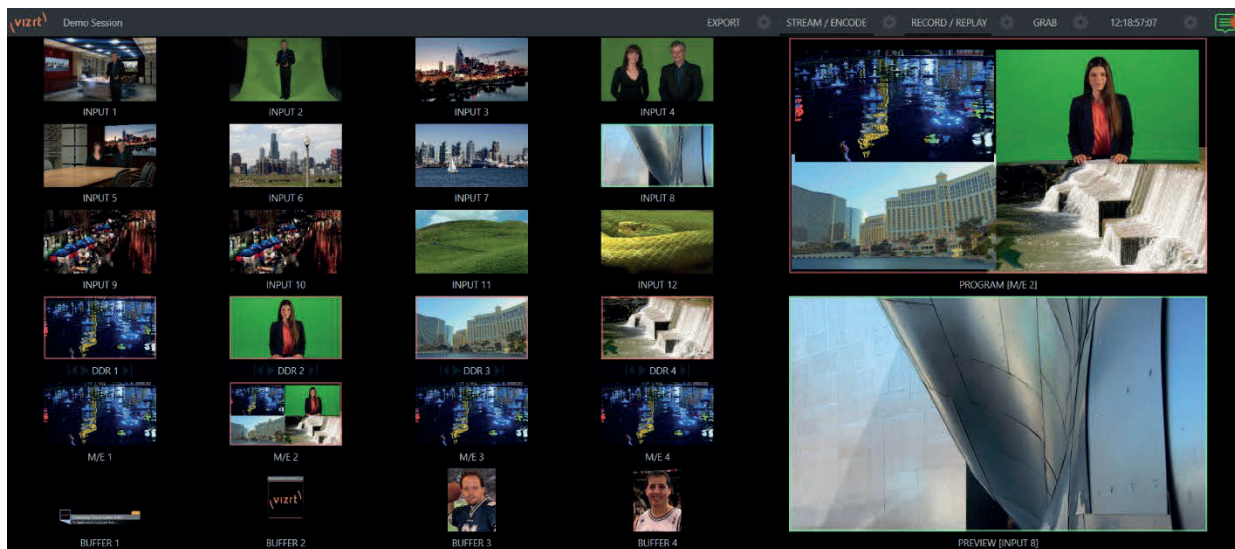 vizrt
Demo Session
EXPORT
STREAM / ENCODE
RECORD / REPLAY
GRAB
12:18:57:07
INPUT 1
INPUT 2
INPUT 3
INPUT 4
INPUT 5
INPUT 6
INPUT 7
INPUT 8
INPUT 9
INPUT 10
INPUT 11
INPUT 12
PROGRAM [M/E 2]
DDR 1
DDR 2
DDR 3
DDR 4
M/E 1
M/E 2
M/E 3
M/E 4
vizrt
BUFFER 1
BUFFER 2
BUFFER 3
BUFFER 4
PREVIEW [INPUT 8]